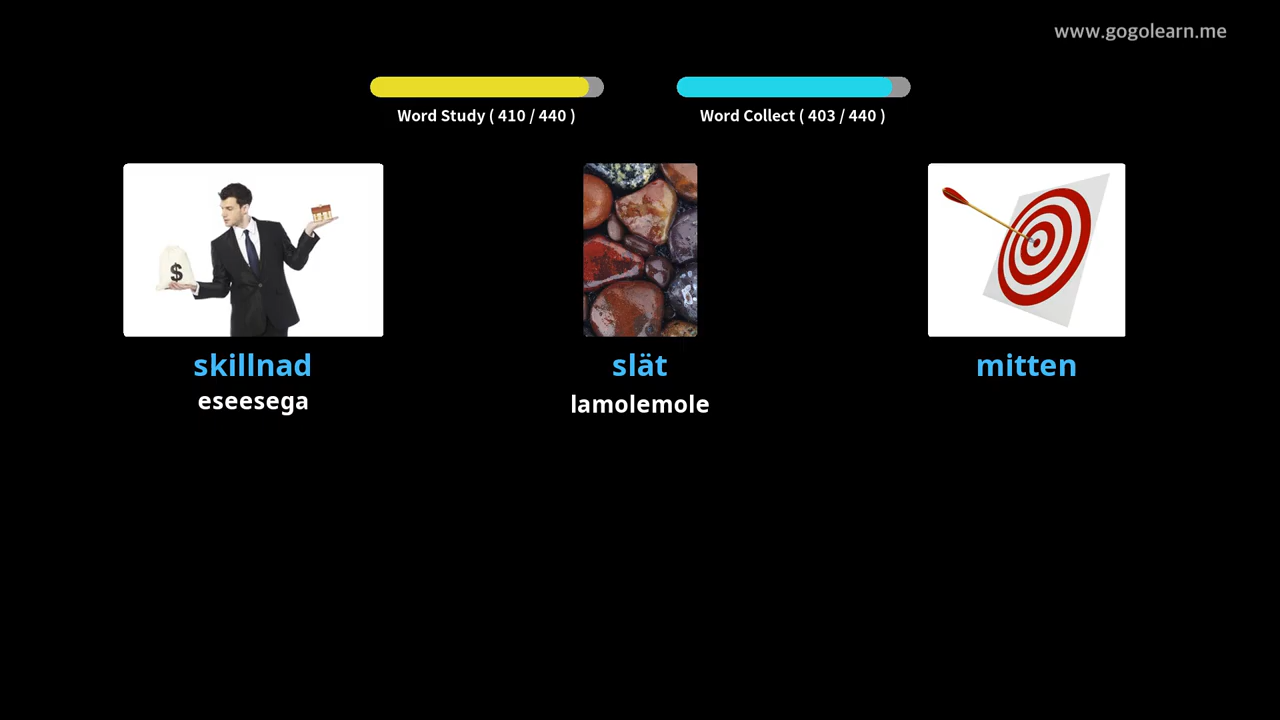 www.gogolearn.me
Word Study ( 410 / 440 )
Word Collect ( 403 / 440 )
$
skillnad
slät
mitten
eseesega
lamolemole